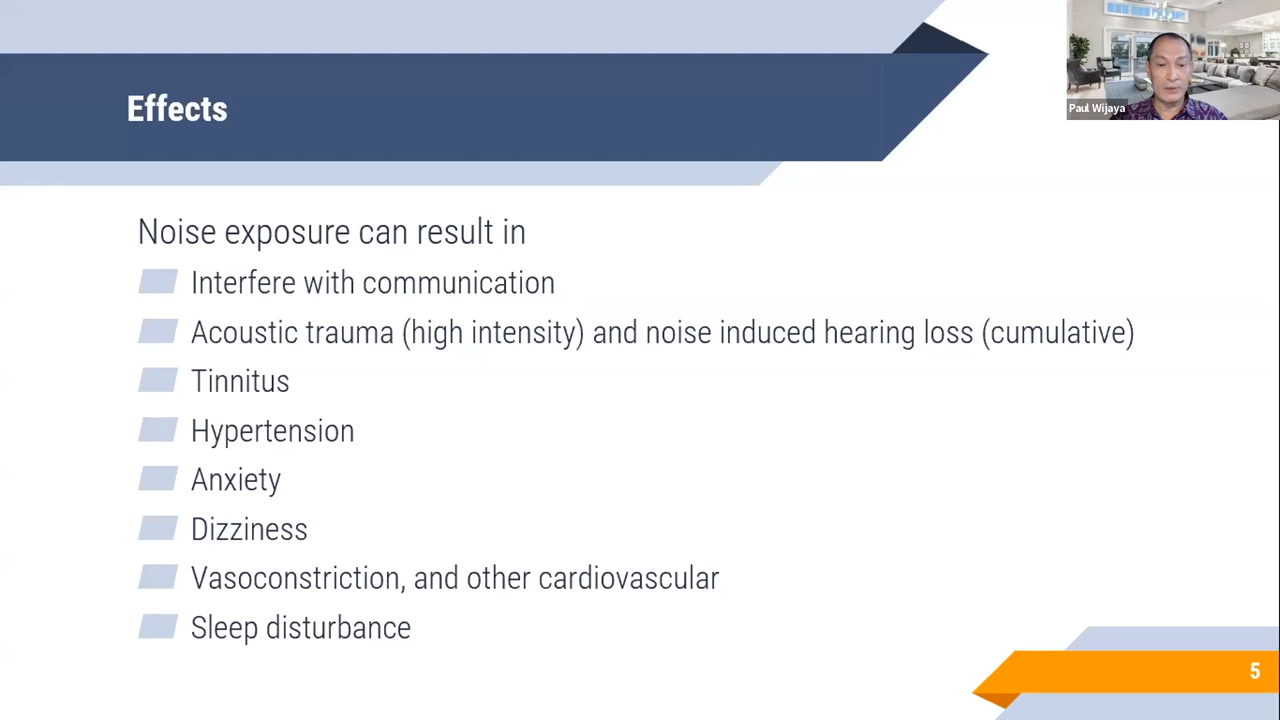 Effects
Paul Wijaya
Noise exposure can result in
Interfere with communication
Acoustic trauma (high intensity) and noise induced hearing loss (cumulative)
Tinnitus
Hypertension
Anxiety
Dizziness
Vasoconstriction, and other cardiovascular
Sleep disturbance
5